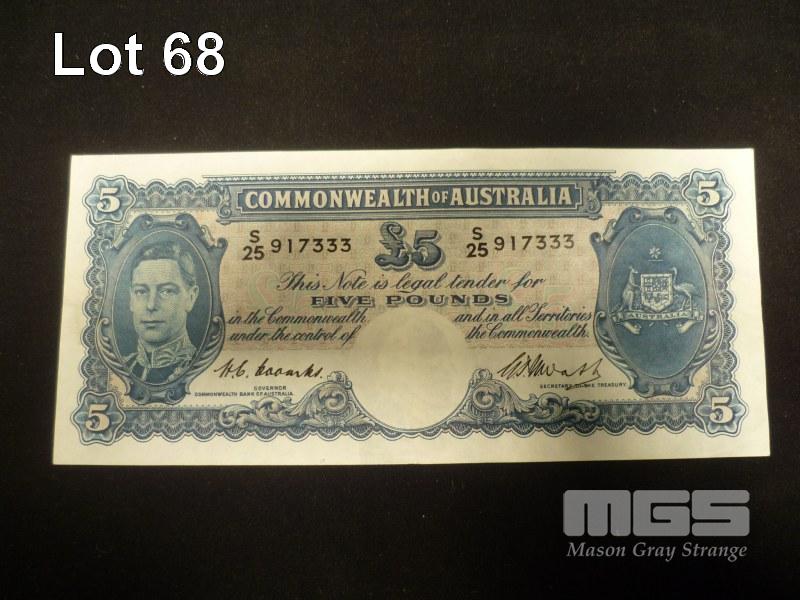 Lot 68
5 5
COMMONWEALTH OF AUSTRALIA
S/25 917333 £5 S/25 917333
This Note is legal tender for
FIVE POUNDS
in the Commonwealth and in all Territories
under the control of the Commonwealth.
AUSTRALIA
GOVERNOR
COMMONWEALTH BANK OF AUSTRALIA.
SECRETARY TO THE TREASURY.
5 5
MGS
Mason Gray Strange